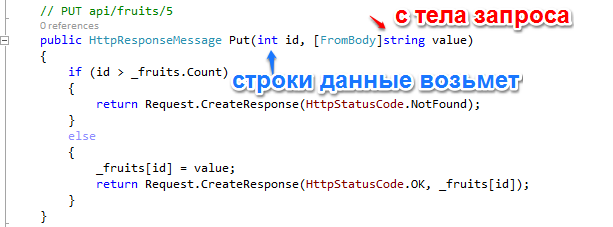 // PUT api/fruits/5
с тела запроса
0 references
public HttpResponseMessage Put(int id, [FromBody]string value)
{
строки данные возьмет
if (id > _fruits.Count)
{
return Request.CreateResponse(HttpStatusCode.NotFound);
}
else
{
_fruits[id] = value;
return Request.CreateResponse(HttpStatusCode.OK, _fruits[id]);
}
}